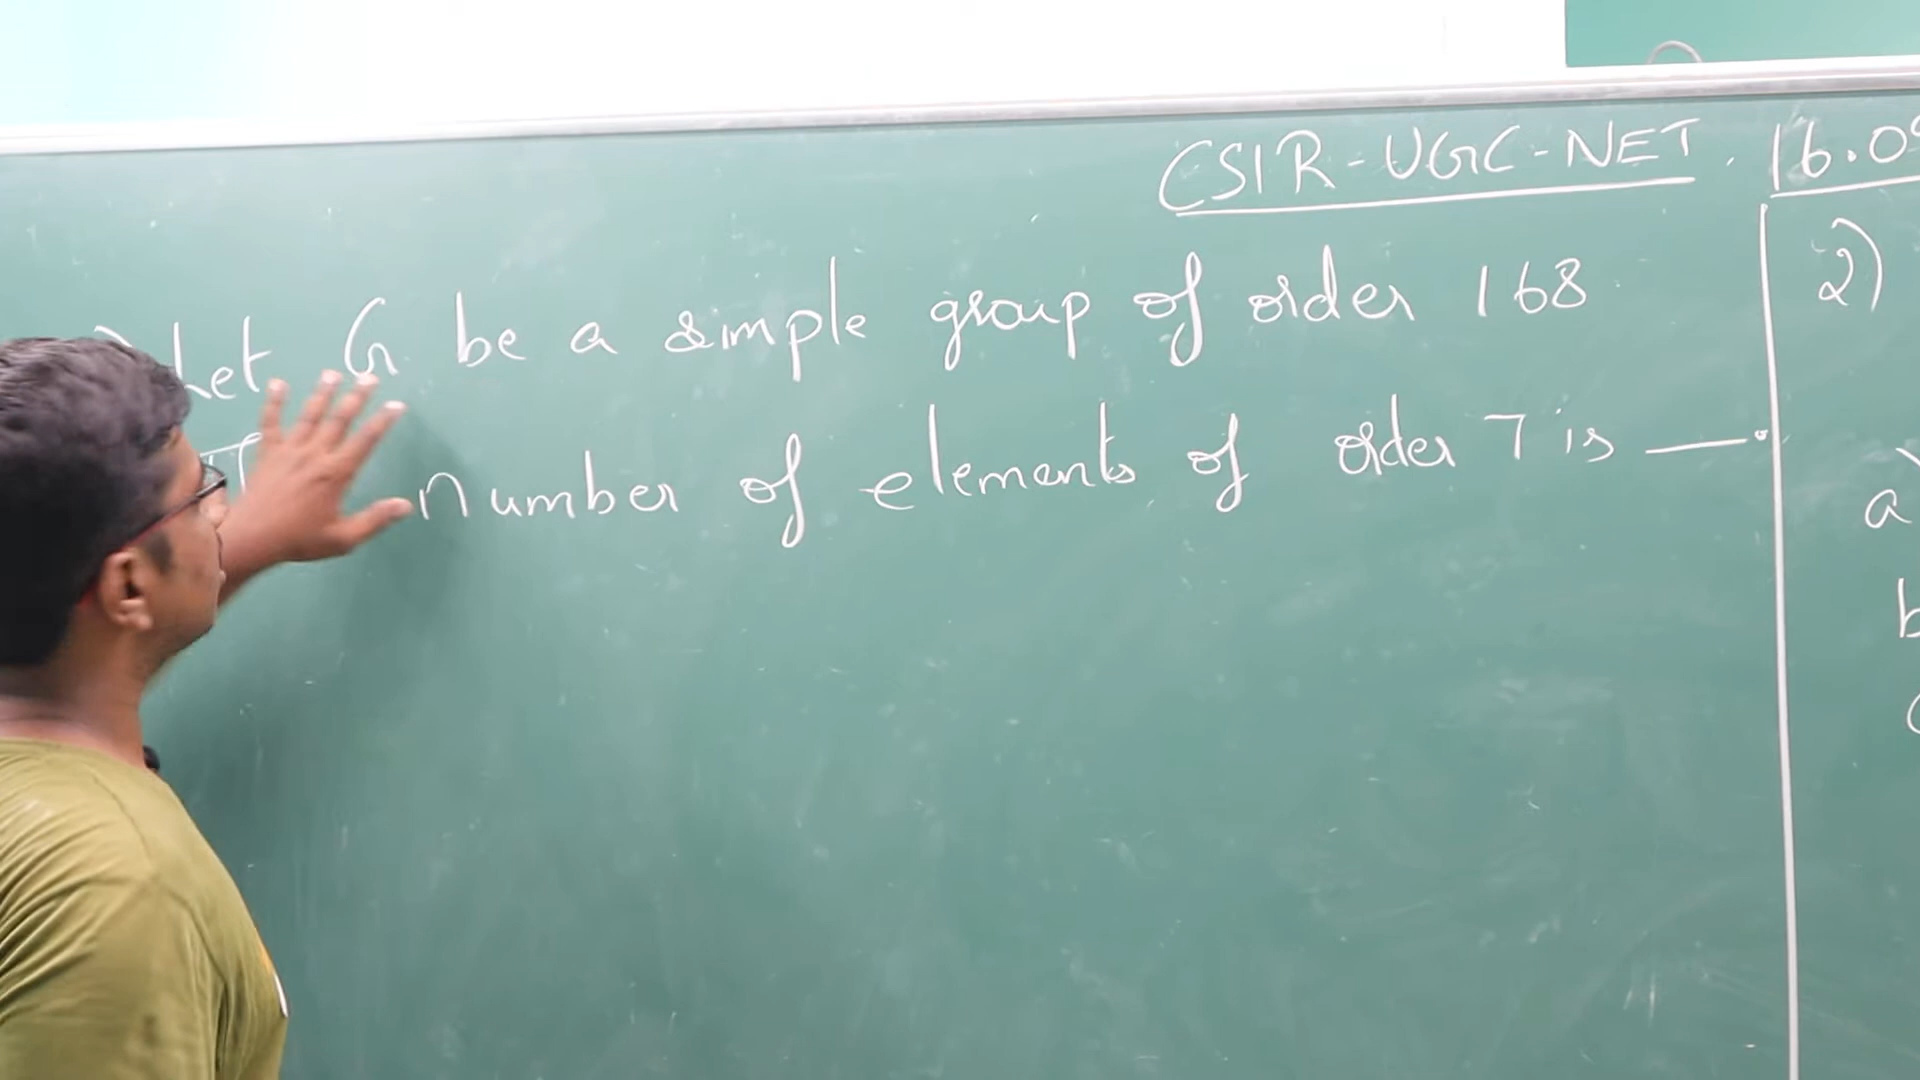 CSIR-UGC-NET. 16.0
Let G be a simple group of order 168
number of elements of order 7 is —.
2)
a
b